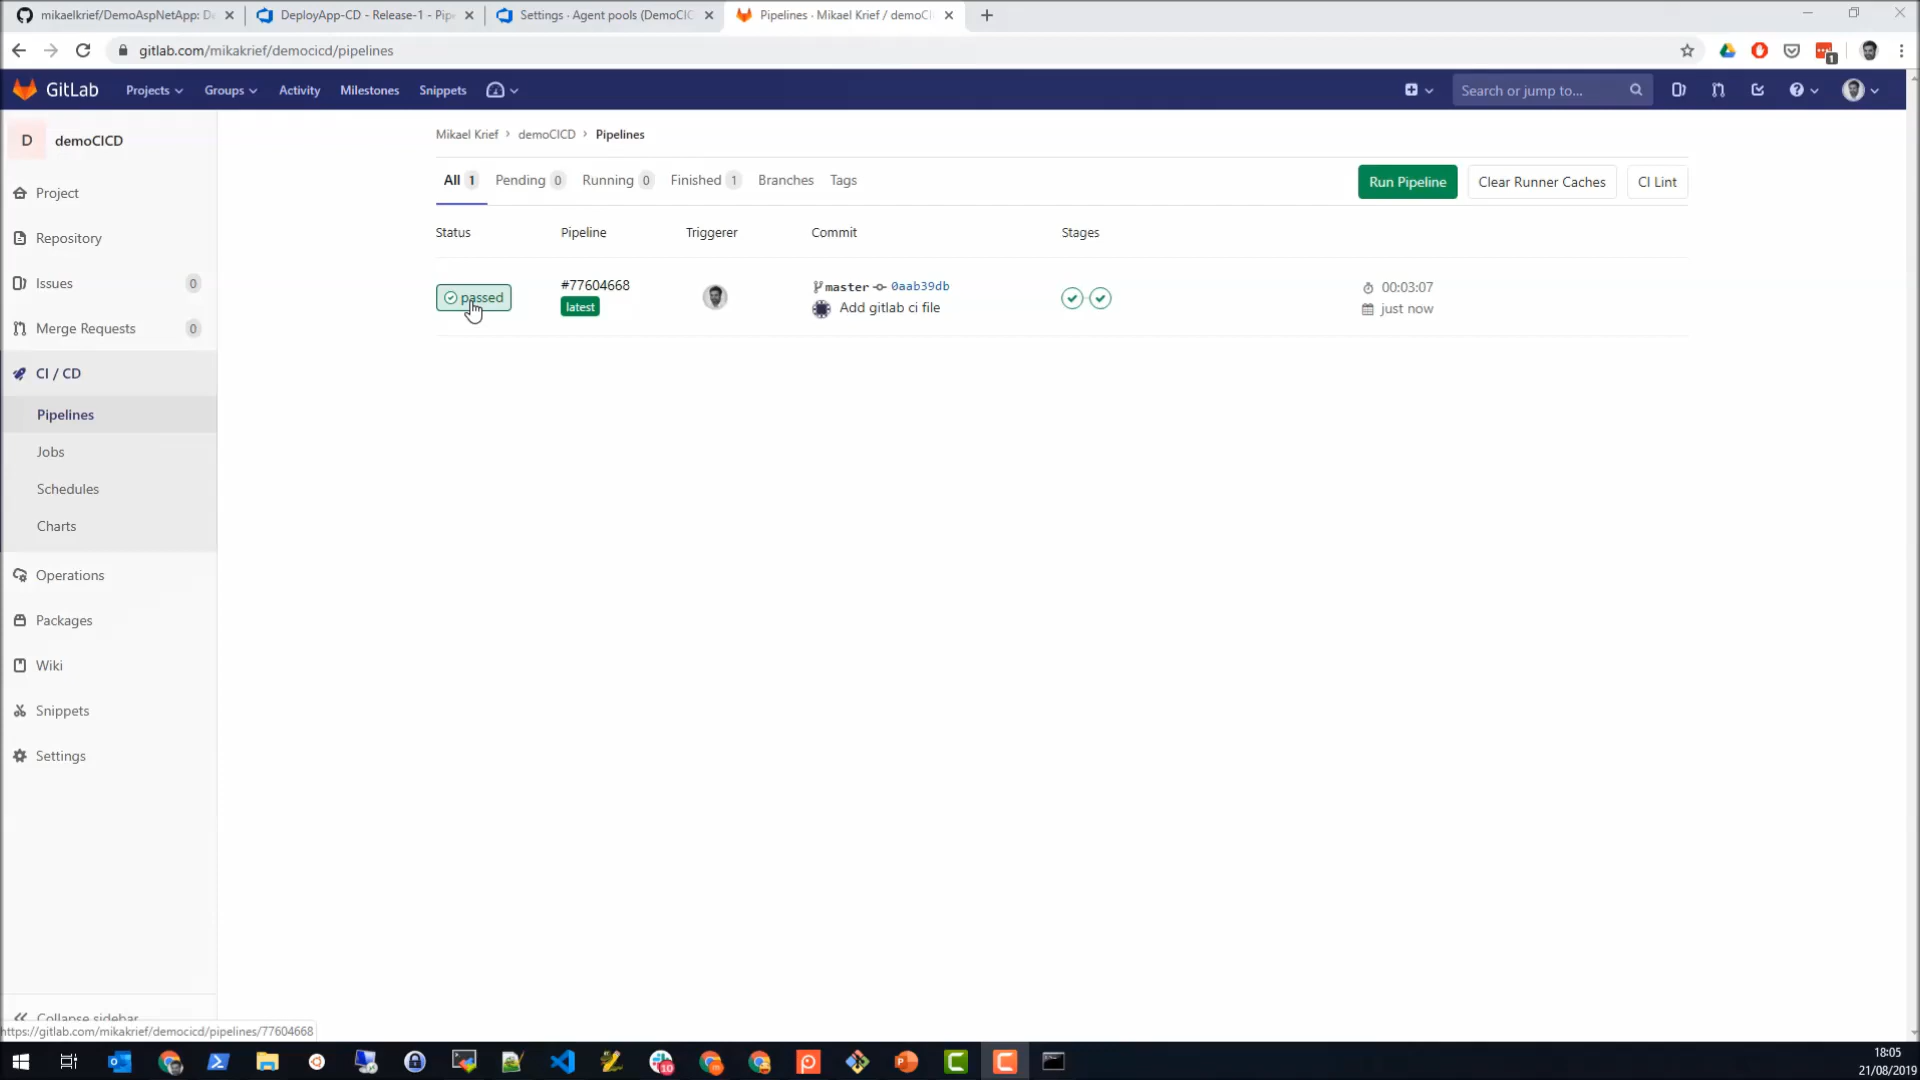 mikaelkrief/DemoAspNetApp: De
DeployApp-CD - Release-1 - Pip
Settings · Agent pools (DemoCIC
Pipelines · Mikael Krief / demoCI
gitlab.com/mikakrief/democicd/pipelines
1
GitLab
Projects
Groups
Activity
Milestones
Snippets
Search or jump to...
D
demoCICD
Project
Repository
Issues 0
Merge Requests 0
CI / CD
Pipelines
Jobs
Schedules
Charts
Operations
Packages
Wiki
Snippets
Settings
Collapse sidebar
Mikael Krief > demoCICD > Pipelines
All 1 Pending 0 Running 0 Finished 1 Branches Tags
Run Pipeline
Clear Runner Caches
CI Lint
Status Pipeline Triggerer Commit Stages
passed
#77604668
latest
master 0aab39db
Add gitlab ci file
00:03:07
just now
https://gitlab.com/mikakrief/democicd/pipelines/77604668
10
18:05
21/08/2019